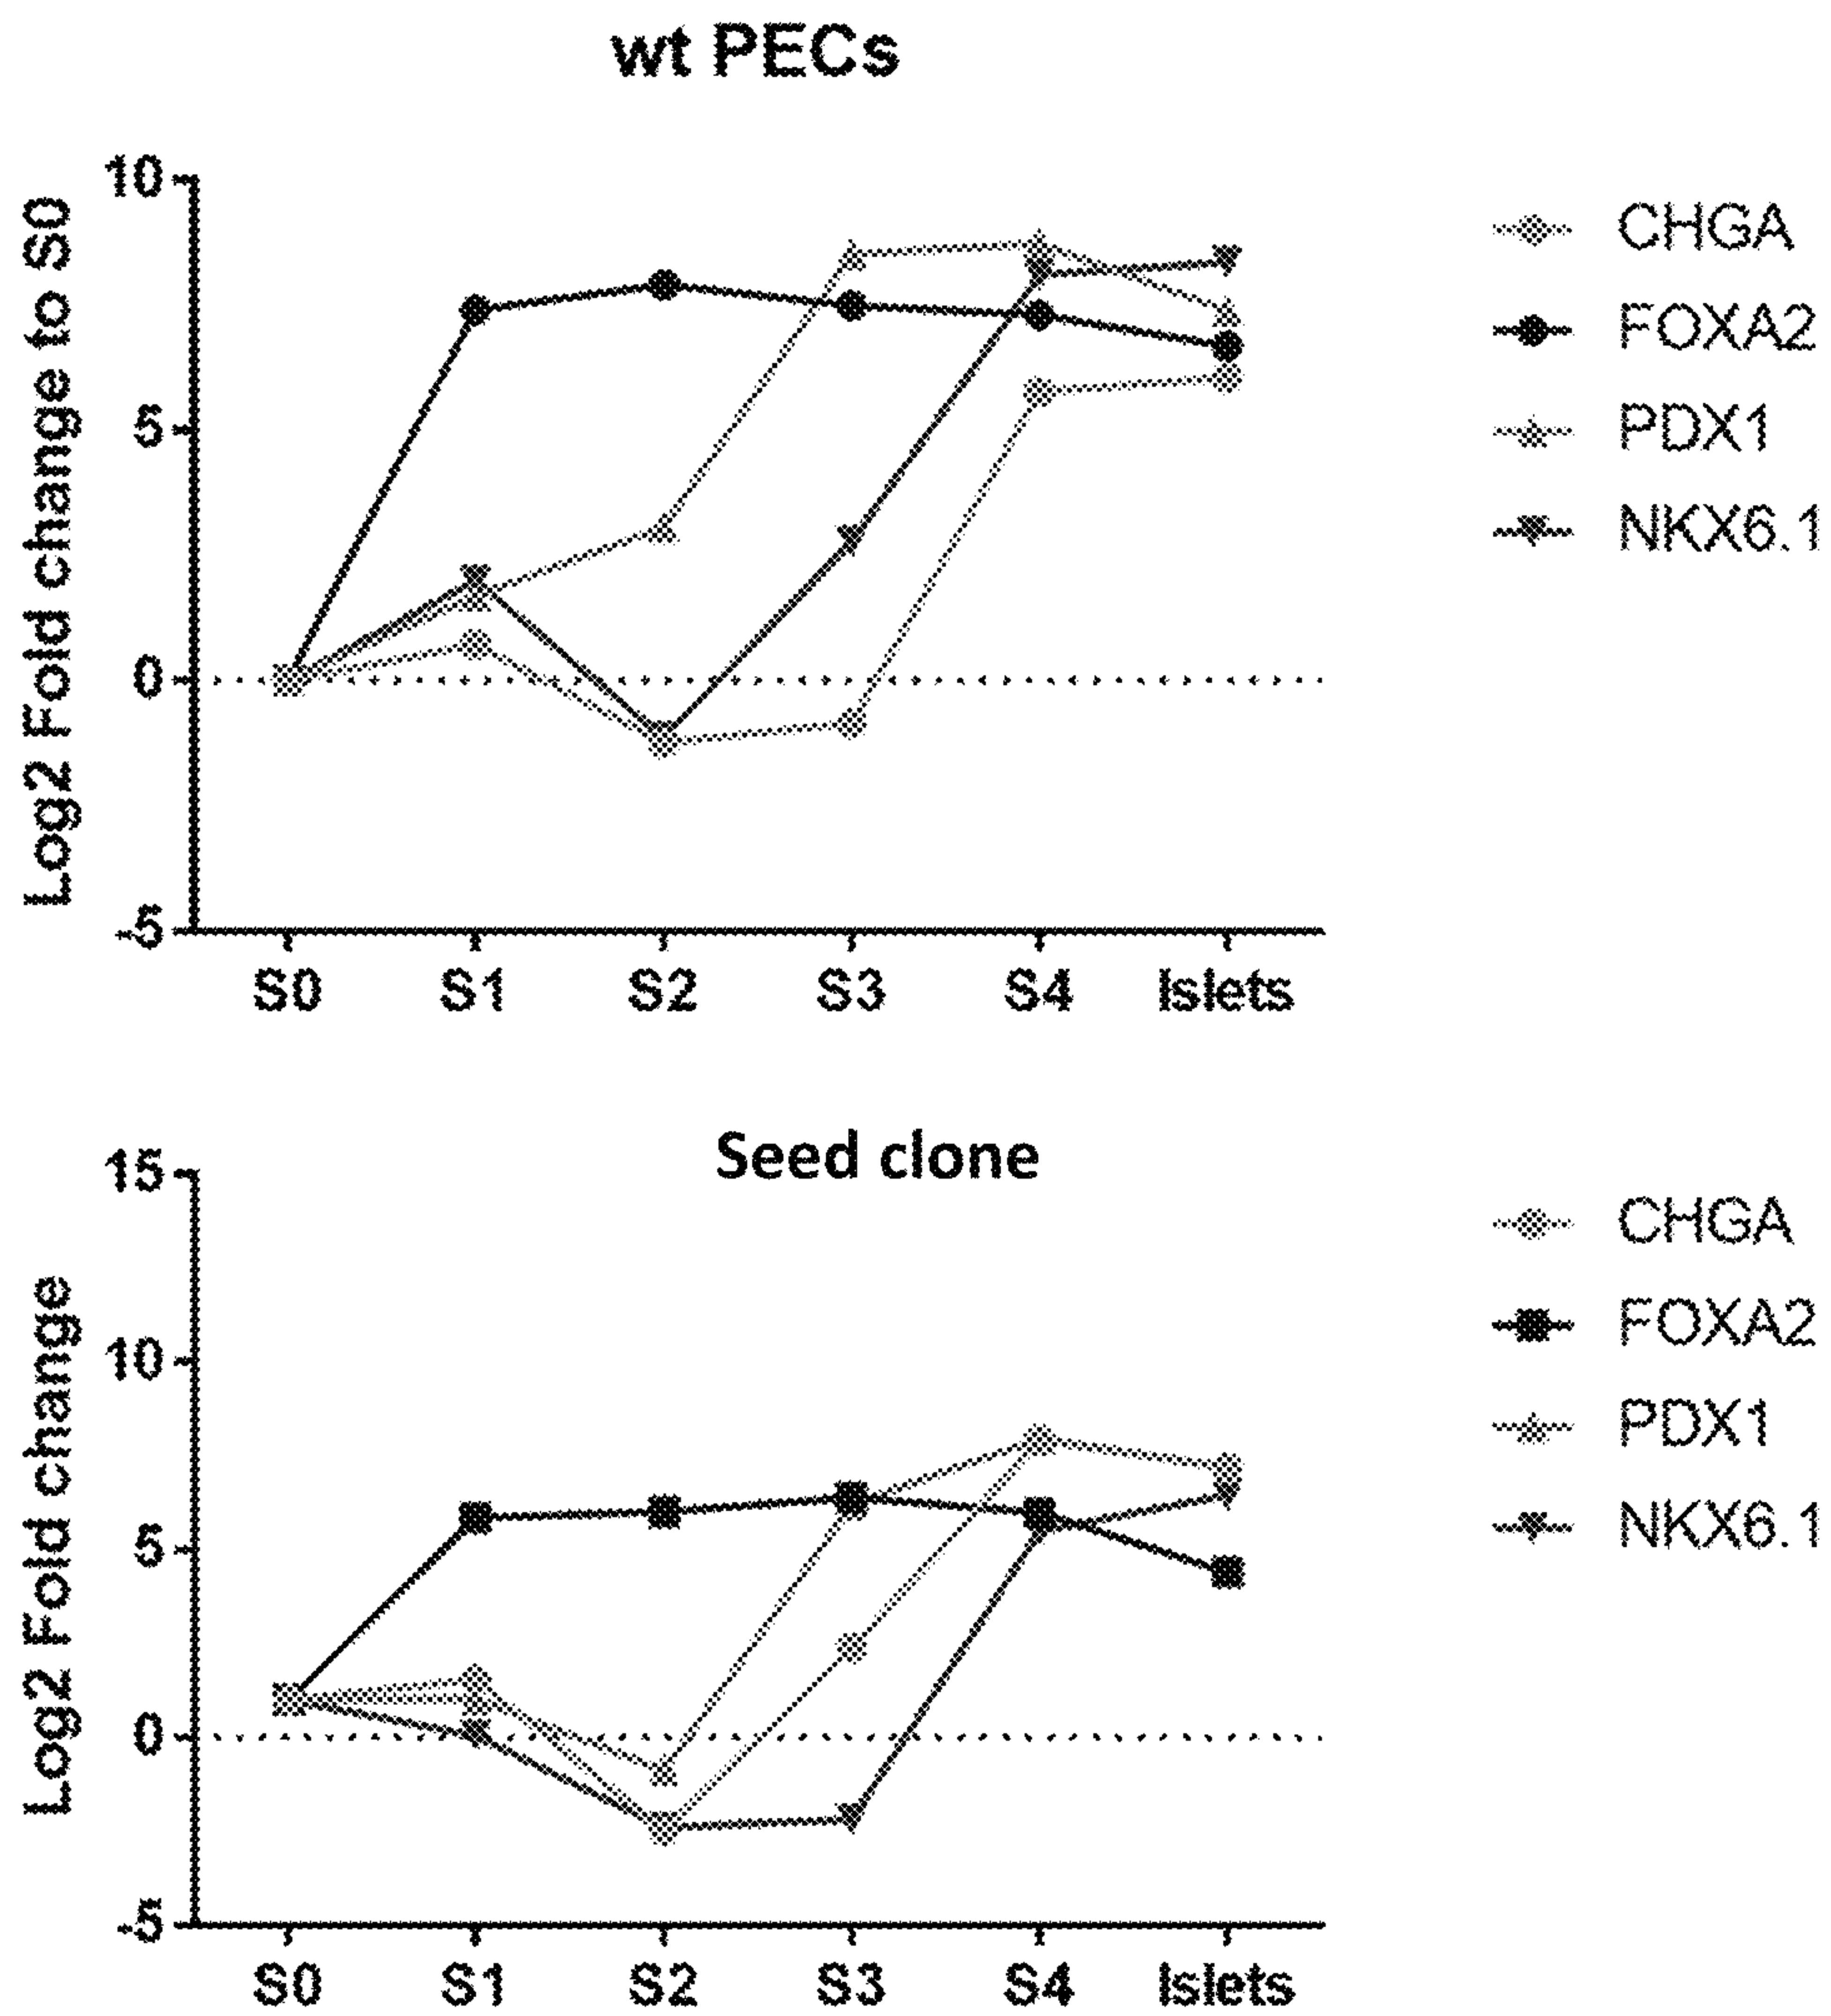 wt PECs
Log2 Fold change to S0
10
5
0
-5
S0 S1 S2 S3 S4 Islets
CHGA
FOXA2
PDX1
NKX6.1
Seed clone
Log2 Fold change
15
10
5
0
-5
S0 S1 S2 S3 S4 Islets
CHGA
FOXA2
PDX1
NKX6.1